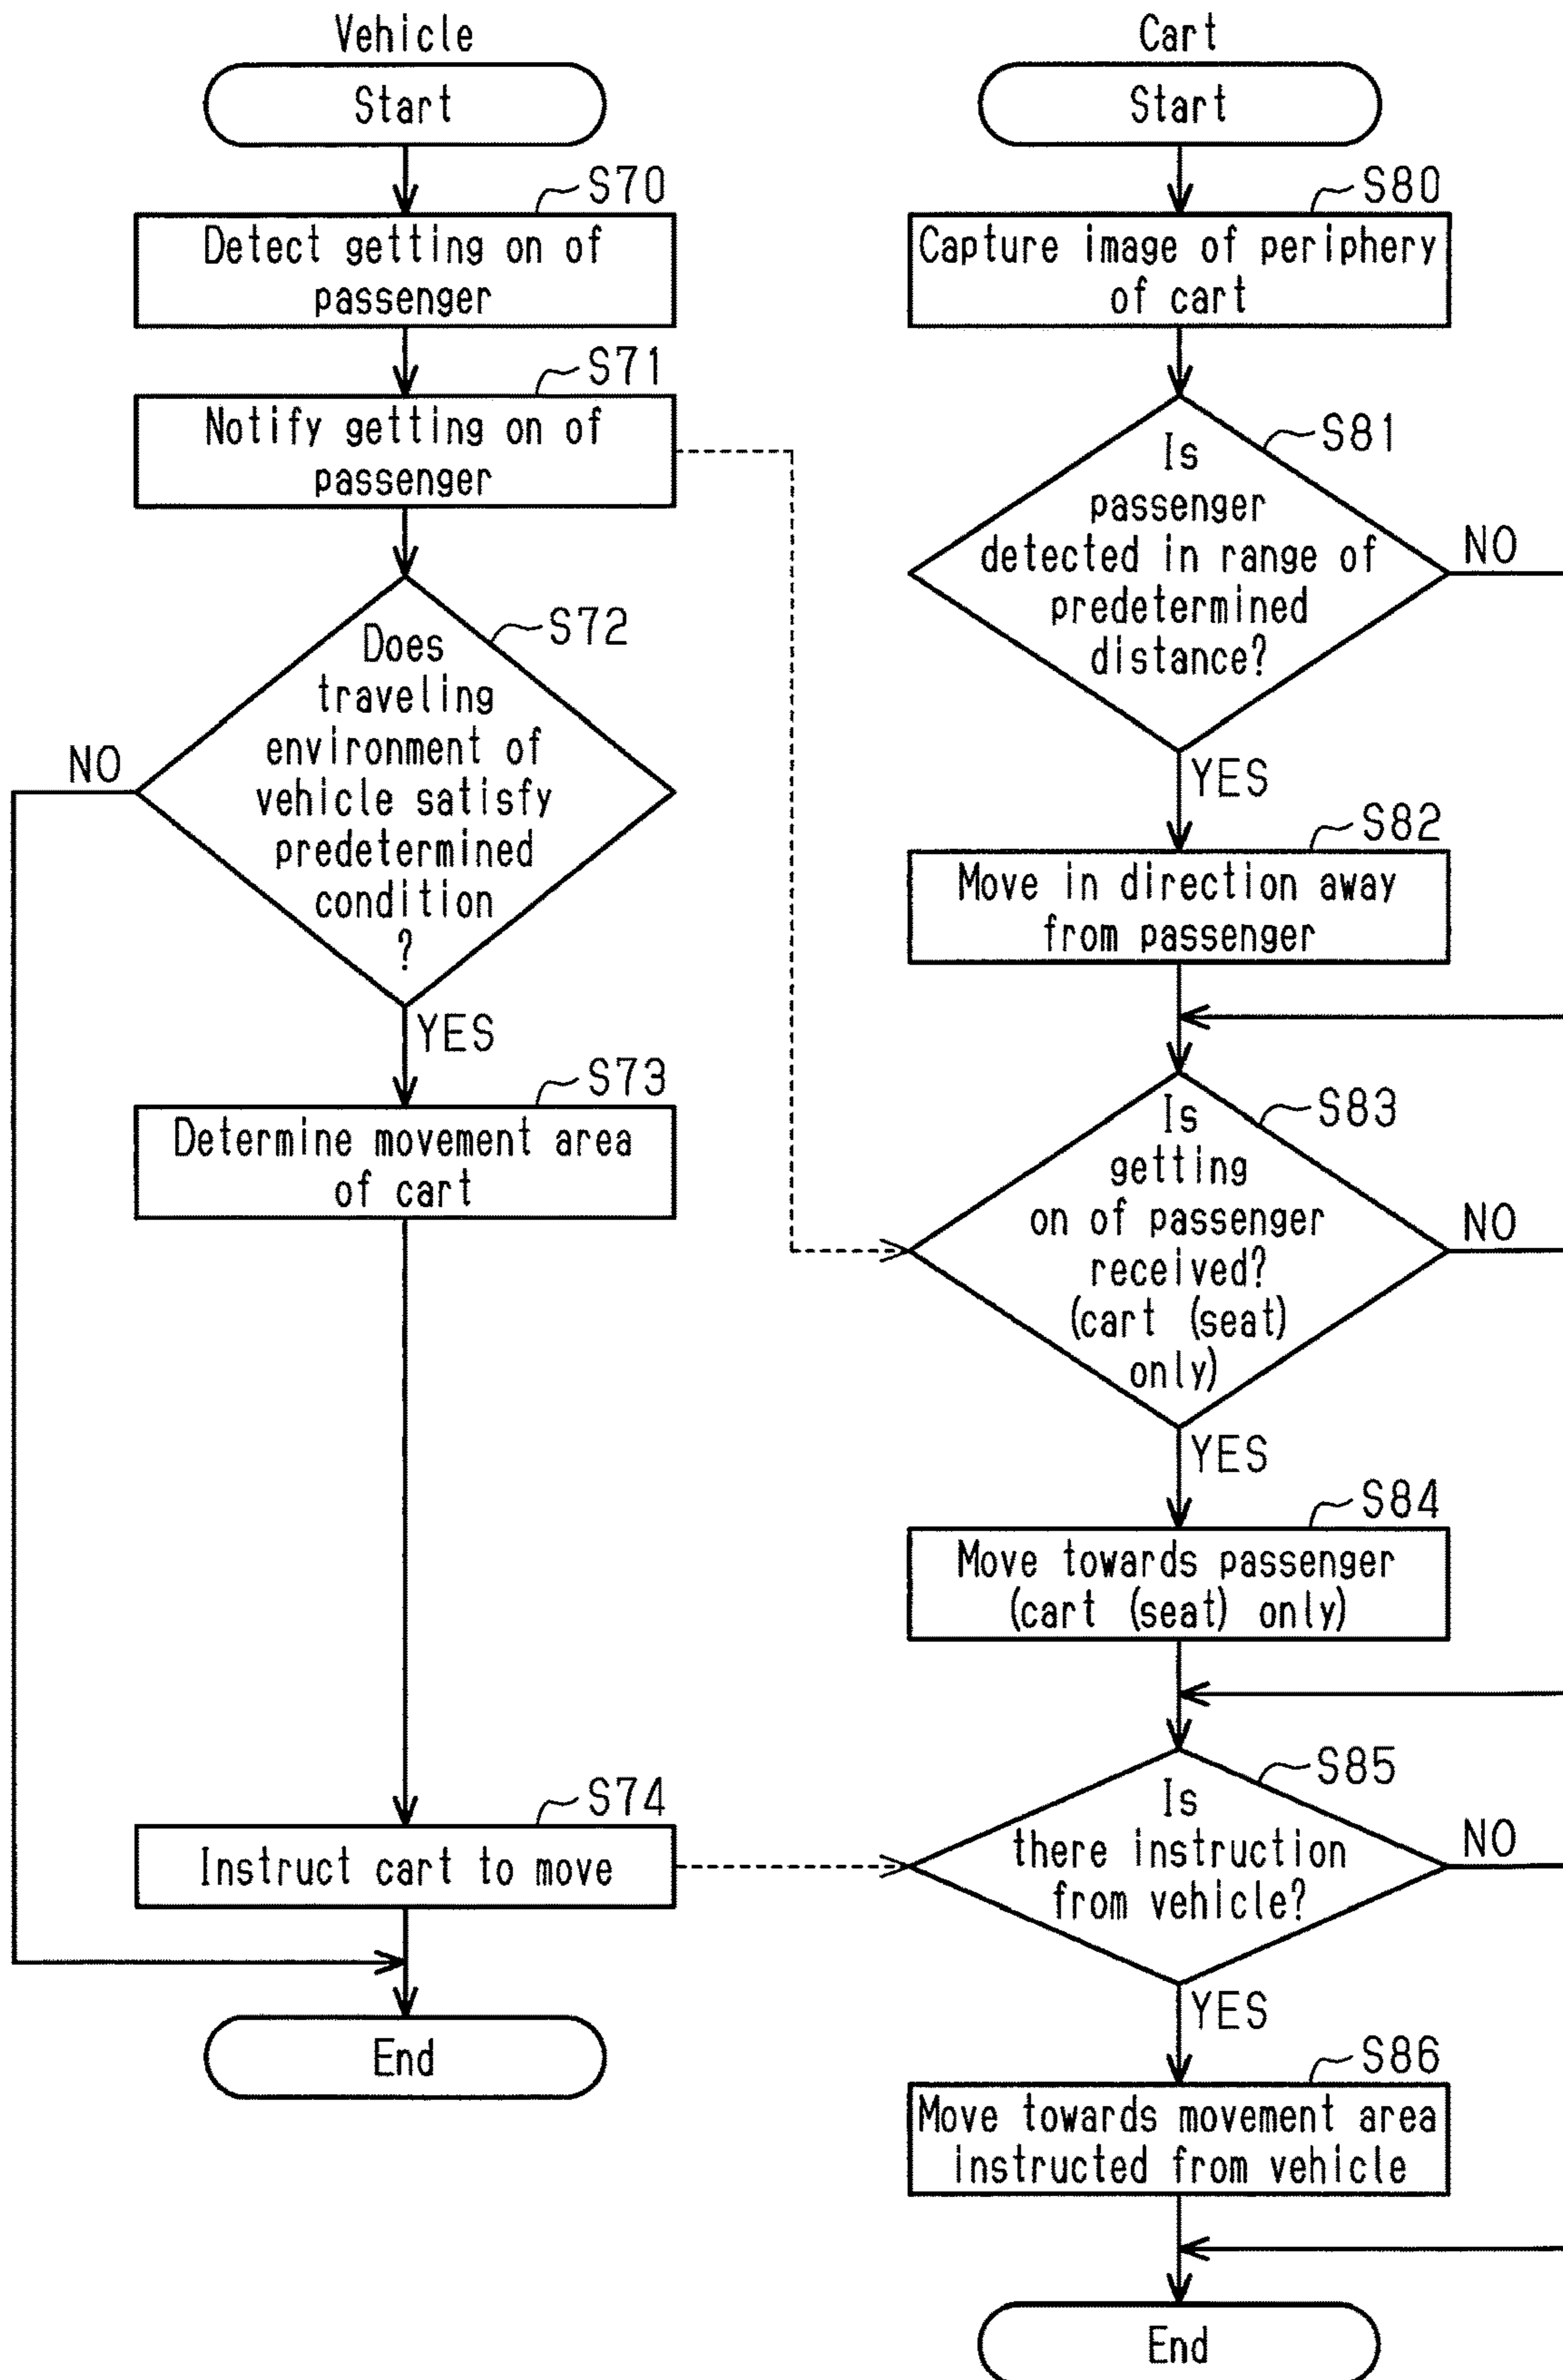 Vehicle
Start
S70
Detect getting on of
passenger
S71
Notify getting on of
passenger
S72
Does
traveling
environment of
vehicle satisfy
predetermined
condition
?
NO
YES
S73
Determine movement area
of cart
S74
Instruct cart to move
End
Cart
Start
S80
Capture image of periphery
of cart
S81
Is
passenger
detected in range of
predetermined
distance?
NO
YES
S82
Move in direction away
from passenger
S83
Is
getting
on of passenger
received?
(cart (seat)
only)
NO
YES
S84
Move towards passenger
(cart (seat) only)
S85
Is
there instruction
from vehicle?
NO
YES
S86
Move towards movement area
instructed from vehicle
End